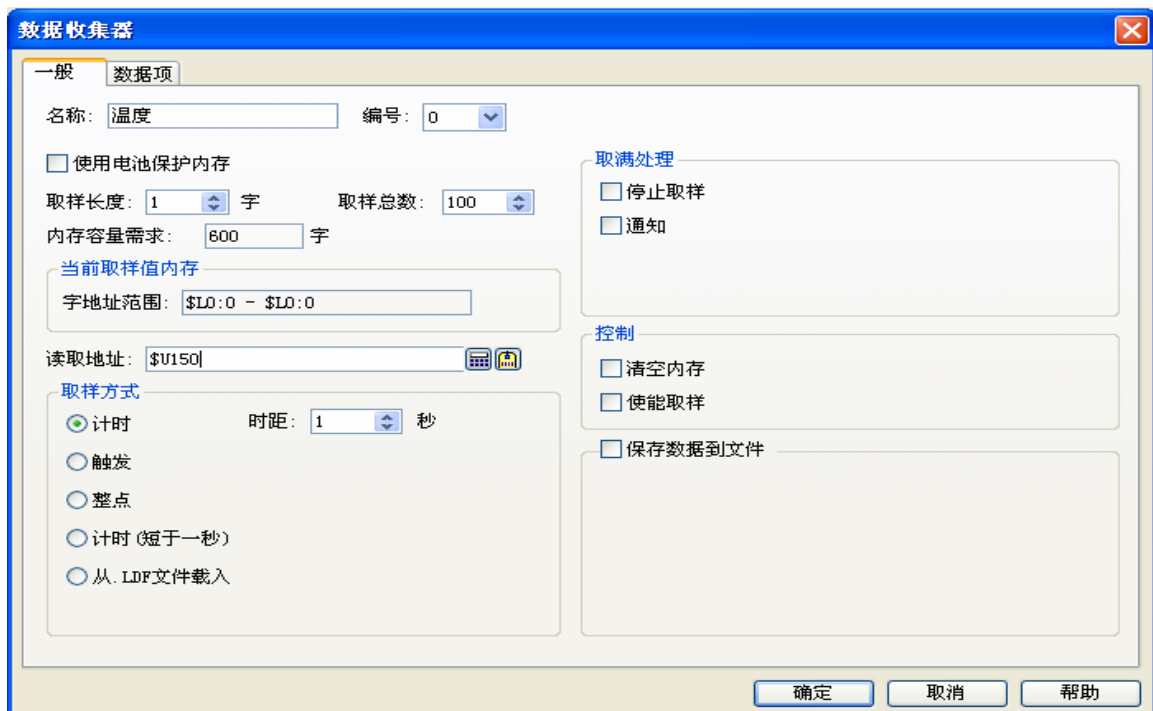 数据收集器
一般 数据项
名称: 温度 编号: 0
使用电池保护内存
取样长度: 1 字 取样总数: 100
内存容量需求: 600 字
当前取样值内存
字地址范围: $L0:0 - $L0:0
读取地址: $U150
取样方式
计时 时距: 1 秒
触发
整点
计时(短于一秒)
从.LDF文件载入
取满处理
停止取样
通知
控制
清空内存
使能取样
保存数据到文件
确定 取消 帮助